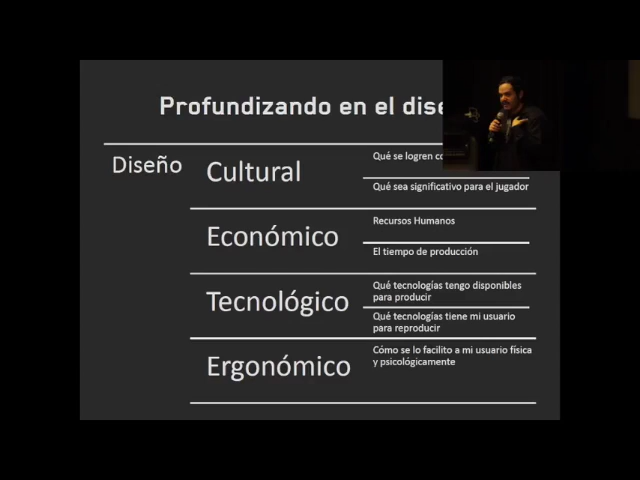 Profundizando en el dise
Diseño
Cultural
Qué se logren
Qué sea significativo para el jugador
Económico
Recursos Humanos
El tiempo de producción
Tecnológico
Qué tecnologías tengo disponibles
para producir
Qué tecnologías tiene mi usuario
para reproducir
Ergonómico
Cómo se lo facilito a mi usuario física
y psicológicamente